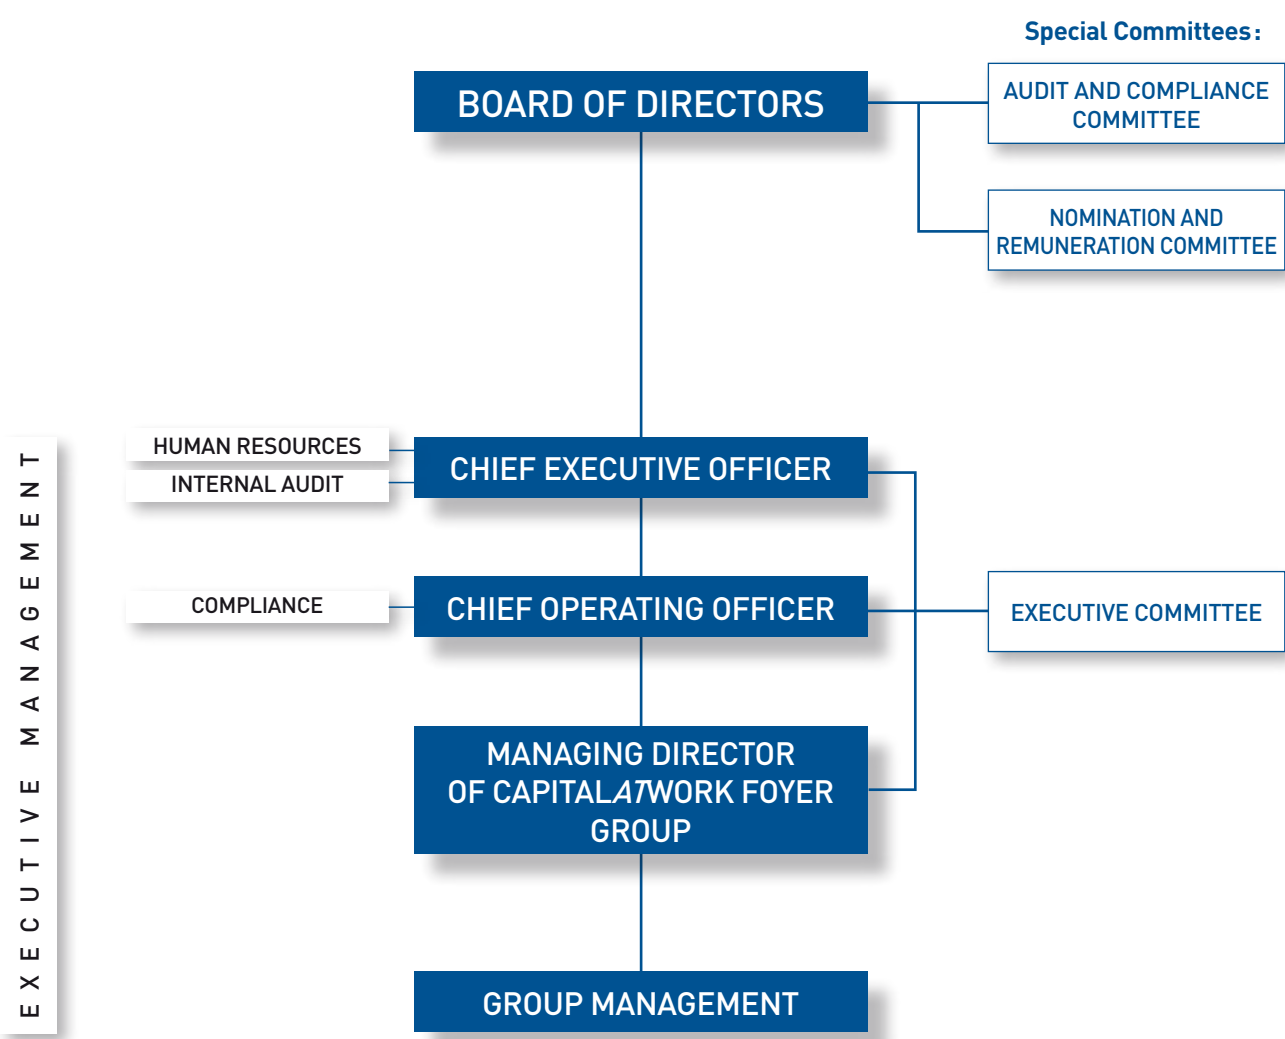 Special Committees:
BOARD OF DIRECTORS
AUDIT AND COMPLIANCE
COMMITTEE
NOMINATION AND
REMUNERATION COMMITTEE
EXECUTIVE MANAGEMENT
HUMAN RESOURCES
INTERNAL AUDIT
CHIEF EXECUTIVE OFFICER
COMPLIANCE
CHIEF OPERATING OFFICER
EXECUTIVE COMMITTEE
MANAGING DIRECTOR
OF CAPITALATWORK FOYER
GROUP
GROUP MANAGEMENT